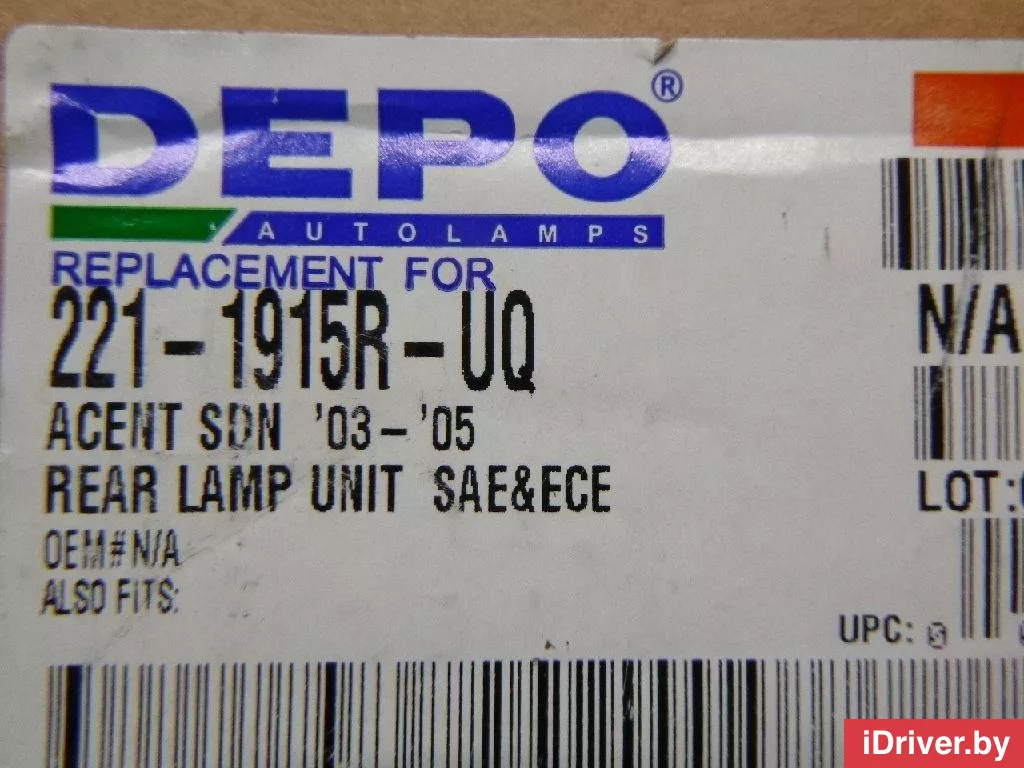 DEPO®
AUTOLAMPS
REPLACEMENT FOR
221-1915R-UQ
N/A
ACENT SDN '03-'05
REAR LAMP UNIT SAE&ECE
LOT:
OEM#N/A
ALSO FITS:
UPC: 
iDriver.by